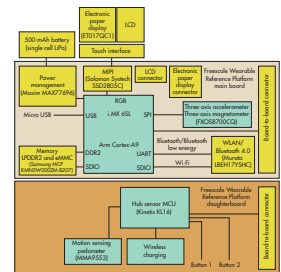 500-mAh battery
(single-cell LiPo)
Electronic
paper
display
(ET017QC1)
LCD
Touch interface
Power
management
(Maxim MAX77696)
MIPI
(Solomon Systech
SSD2805C)
LCD
connector
Electronic
paper
display
connector
Freescale Wearable
Reference Platform
main board
Board-to-board connector
RGB
i.MX 6SL
Micro USB
USB
SPI
Three-axis accelerometer
Three-axis magnetometer
(FXOS8700CQ)
Arm Cortex-A9
Memory
LPDDR2 and eMMC
(Samsung MCP
KMN5W000ZM-B207)
DDR2
SDIO
UART
SDIO
Bluetooth/Bluetooth
low energy
Wi-Fi
WLAN/
Bluetooth 4.0
(Murata
LBEH17YSHC)
Hub sensor MCU
(Kinetis KL16)
Freescale Wearable
Reference Platform
daughterboard
Board-to-board connector
Motion sensing
pedometer
(MMA9553)
Wireless
charging
Button 1
Button 2